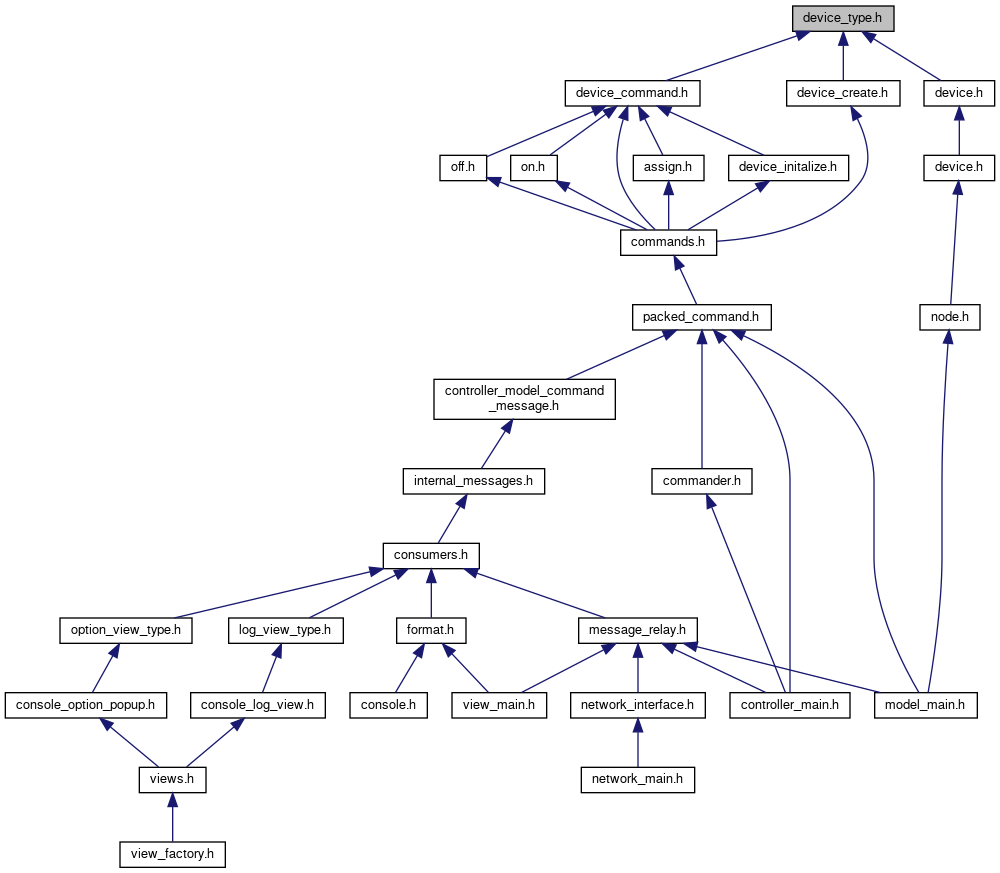 device_type.h
device_command.h
device_create.h
device.h
off.h
on.h
assign.h
device_initalize.h
device.h
commands.h
packed_command.h
node.h
controller_model_command
_message.h
internal_messages.h
commander.h
consumers.h
option_view_type.h
log_view_type.h
format.h
message_relay.h
console_option_popup.h
console_log_view.h
console.h
view_main.h
network_interface.h
controller_main.h
model_main.h
views.h
network_main.h
view_factory.h